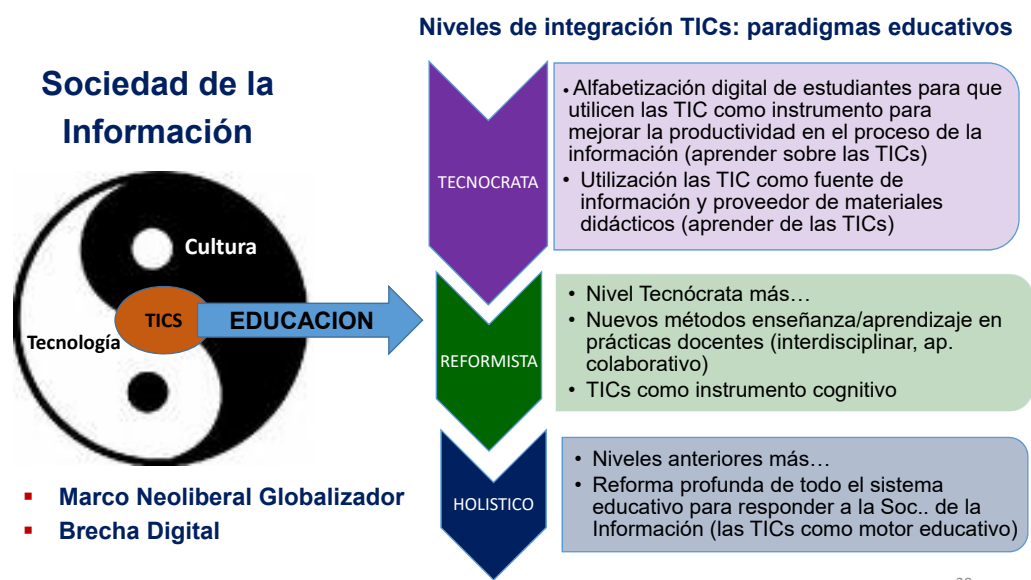 Niveles de integración TICs: paradigmas educativos
Sociedad de la
Información
Cultura
TICS
Tecnología
EDUCACION
▪ Marco Neoliberal Globalizador
▪ Brecha Digital
TECNOCRATA
• Alfabetización digital de estudiantes para que
utilicen las TIC como instrumento para
mejorar la productividad en el proceso de la
información (aprender sobre las TICs)
• Utilización las TIC como fuente de
información y proveedor de materiales
didácticos (aprender de las TICs)
REFORMISTA
• Nivel Tecnócrata más…
• Nuevos métodos enseñanza/aprendizaje en
prácticas docentes (interdisciplinar, ap.
colaborativo)
• TICs como instrumento cognitivo
HOLISTICO
• Niveles anteriores más…
• Reforma profunda de todo el sistema
educativo para responder a la Soc.. de la
Información (las TICs como motor educativo)